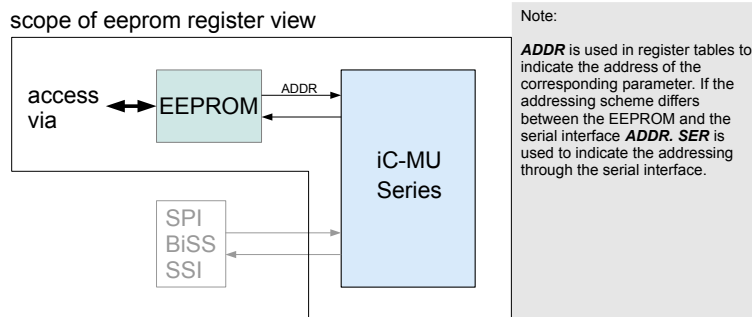 scope of eeprom register view
access
via
EEPROM
ADDR
iC-MU
Series
SPI
BiSS
SSI
Note:
ADDR is used in register tables to
indicate the address of the
corresponding parameter. If the
addressing scheme differs
between the EEPROM and the
serial interface ADDR. SER is
used to indicate the addressing
through the serial interface.